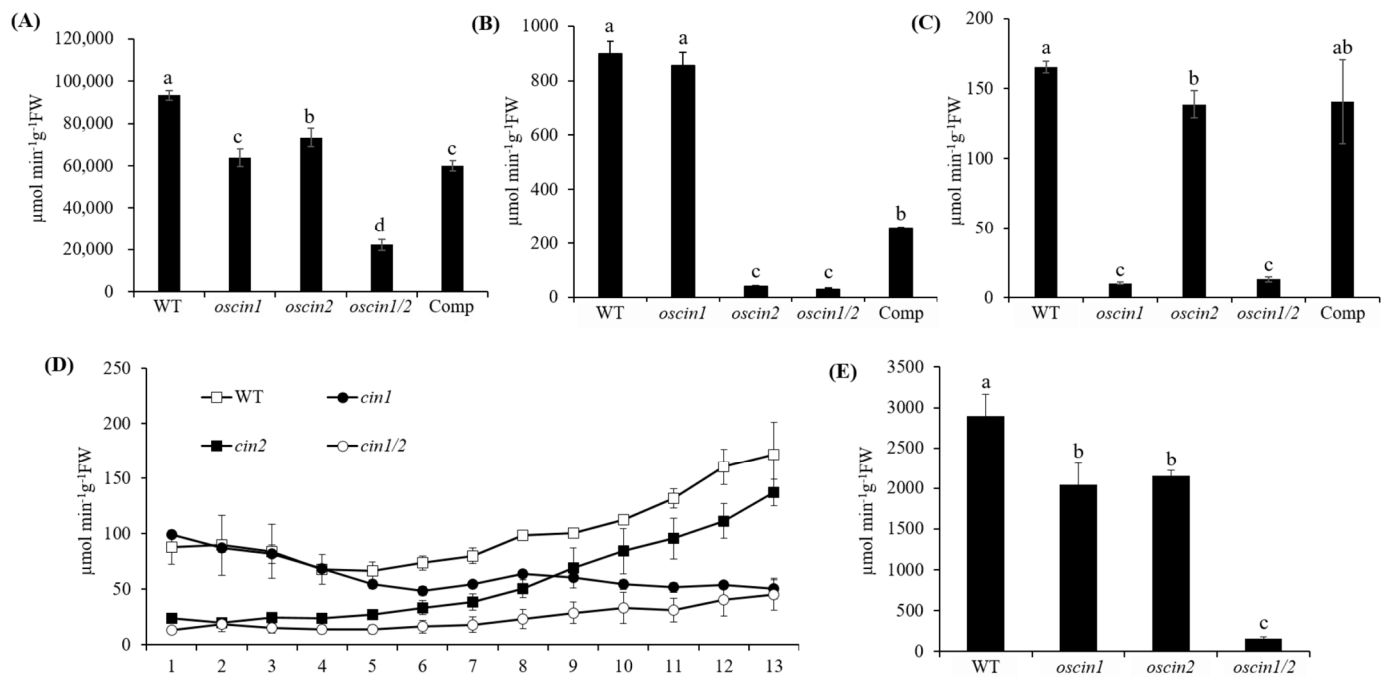 (A)
µmol min⁻¹g⁻¹FW
120,000
100,000
80,000
60,000
40,000
20,000
0
a
c
b
d
c
WT oscin1 oscin2 oscin1/2 Comp
(B)
µmol min⁻¹g⁻¹FW
1000
800
600
400
200
0
a
a
c
c
b
WT oscin1 oscin2 oscin1/2 Comp
(C)
µmol min⁻¹g⁻¹FW
200
150
100
50
0
a
c
b
c
ab
WT oscin1 oscin2 oscin1/2 Comp
(D)
µmol min⁻¹g⁻¹FW
250
200
150
100
50
0
WT cin1
cin2 cin1/2
1 2 3 4 5 6 7 8 9 10 11 12 13
(E)
µmol min⁻¹g⁻¹FW
3500
3000
2500
2000
1500
1000
500
0
a
b
b
c
WT oscin1 oscin2 oscin1/2